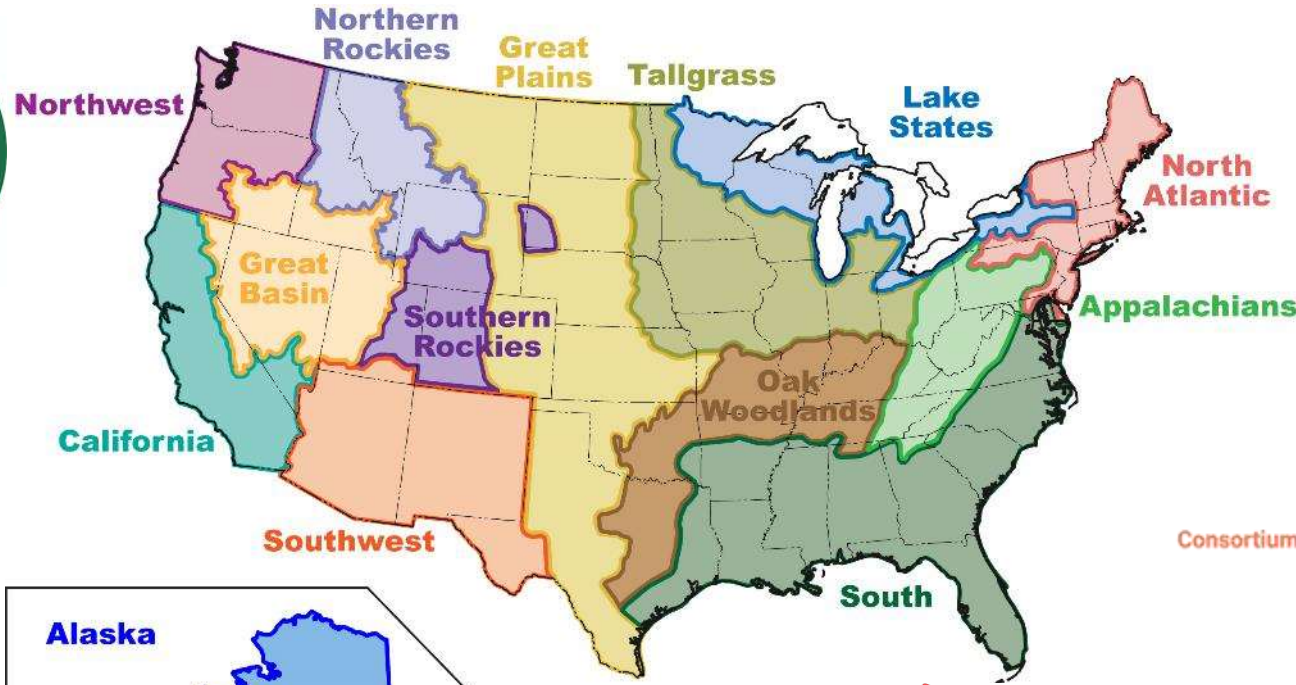 Northern
Rockies
Great
Plains
Tallgrass
Northwest
Lake
States
North
Atlantic
Great
Basin
Southern
Rockies
Appalachians
Oak
Woodlands
California
Southwest
Consortium
South
Alaska